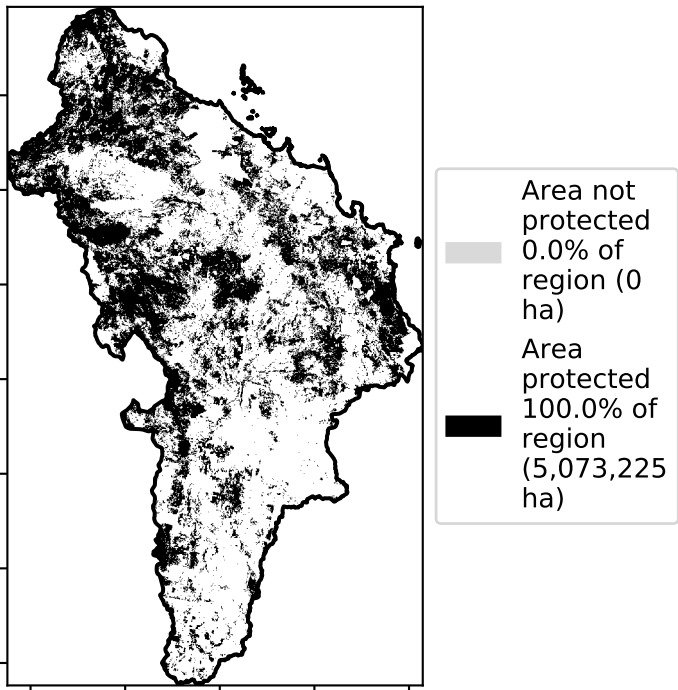 Area not
protected
0.0% of
region (0
ha)
Area
protected
100.0% of
region
(5,073,225
ha)